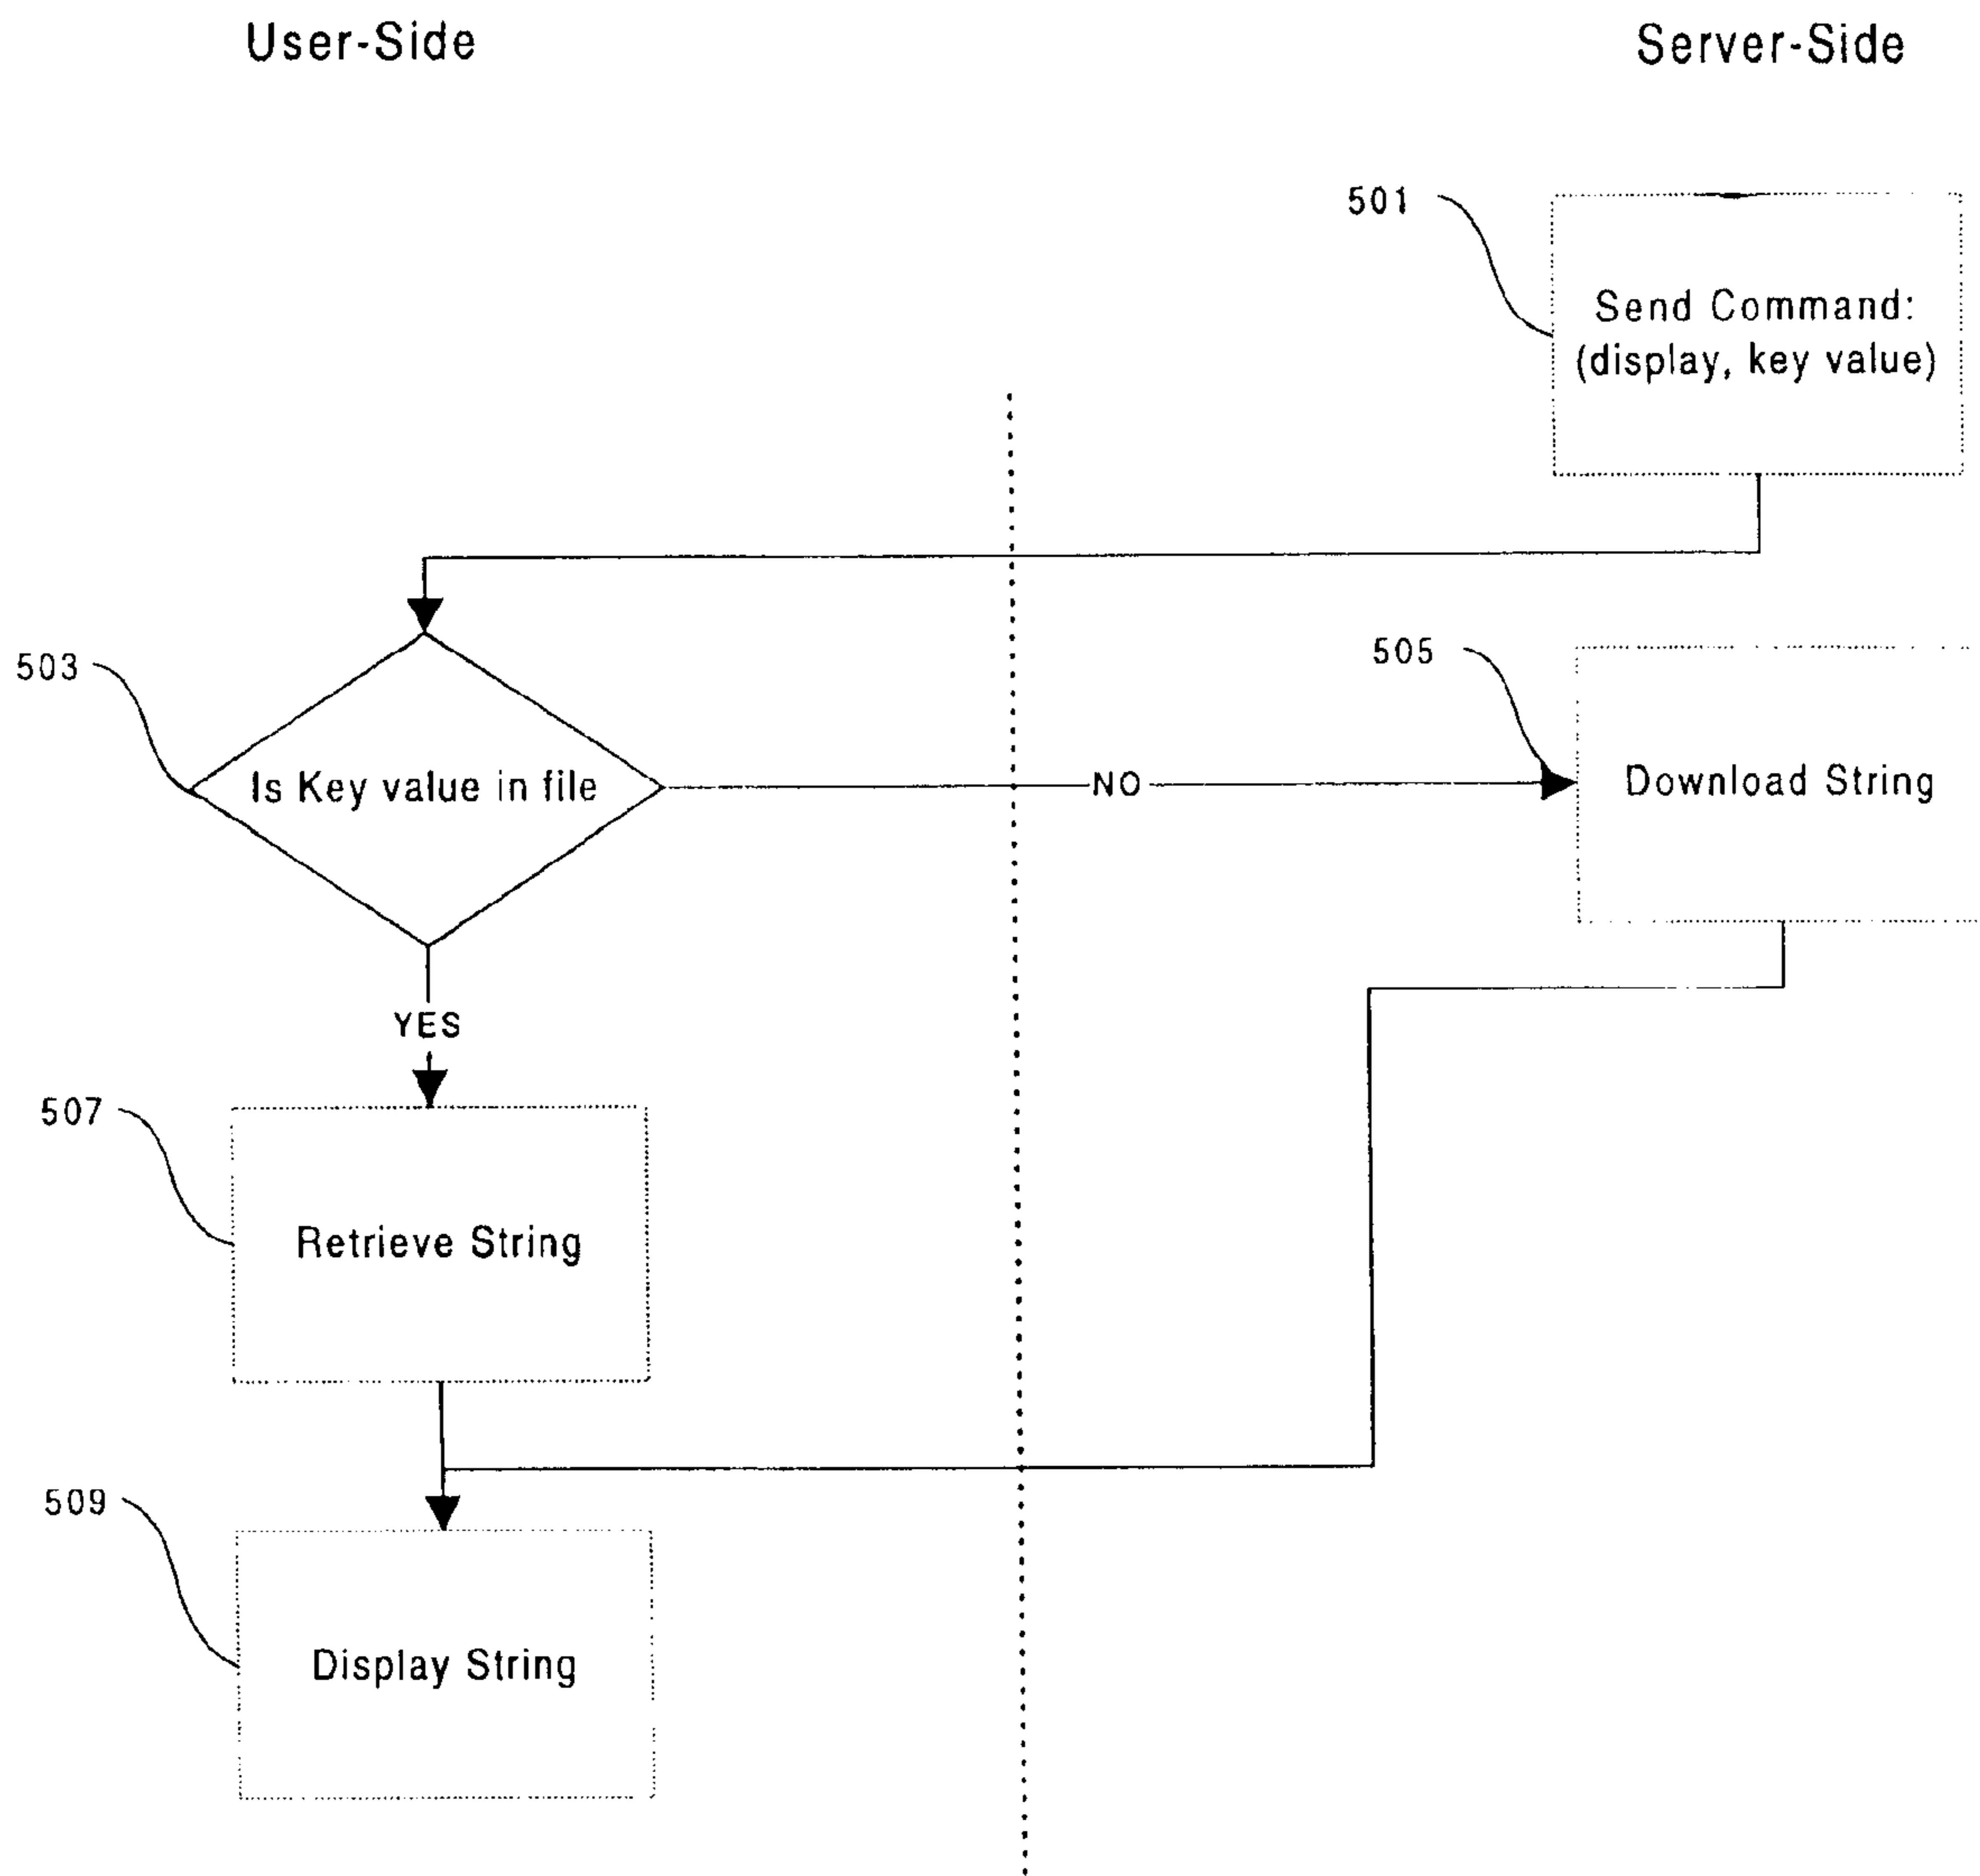 User-Side
Server-Side
501
Send Command:
(display, key value)
503
Is Key value in file
NO
505
Download String
YES
507
Retrieve String
509
Display String